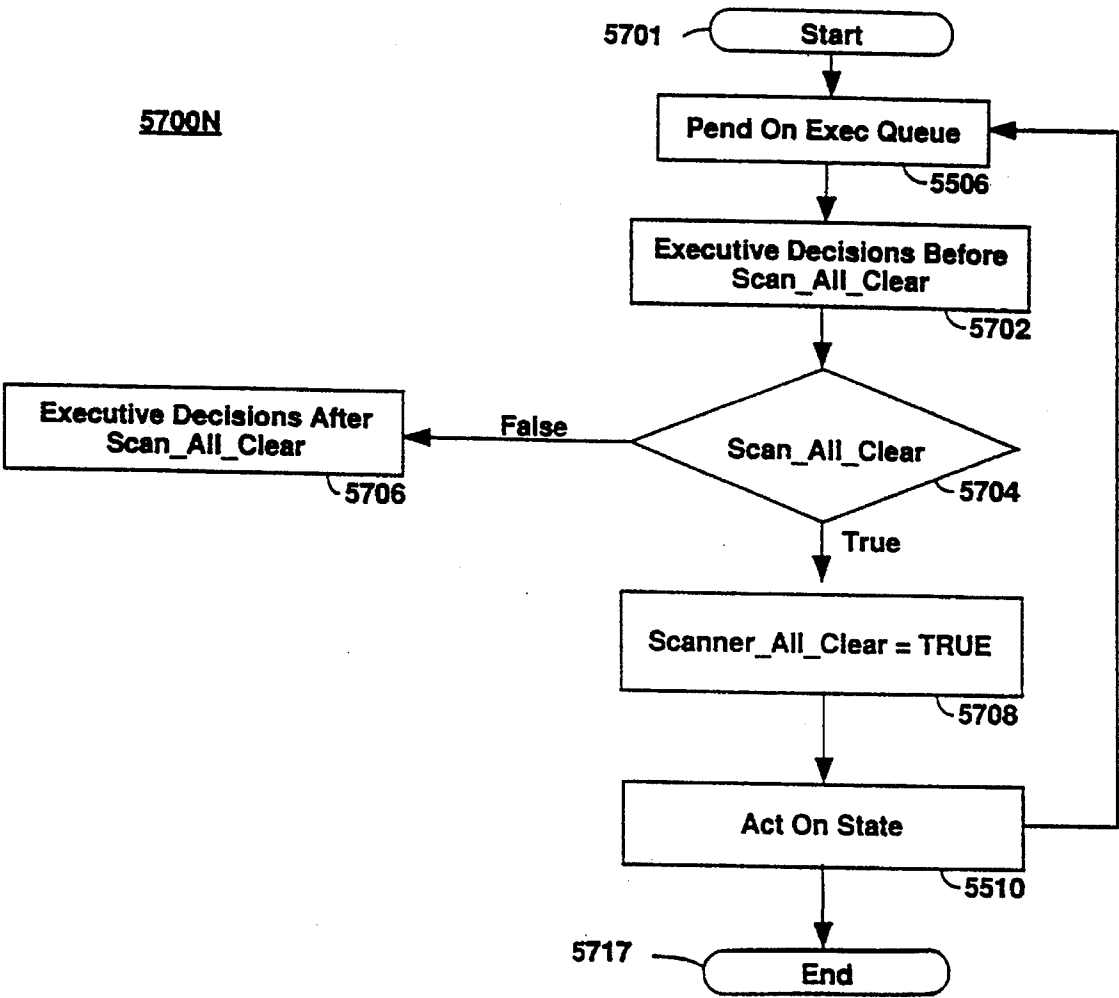 5701
Start
5700N
Pend On Exec Queue
5506
Executive Decisions Before
Scan_All_Clear
5702
Executive Decisions After
Scan_All_Clear
5706
False
Scan_All_Clear
5704
True
Scanner_All_Clear = TRUE
5708
Act On State
5510
5717
End